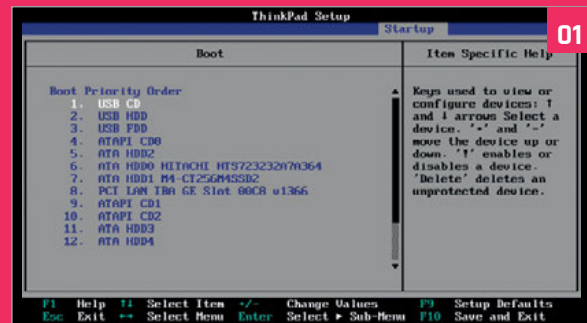 ThinkPad Setup
Startup
01
Boot
Item Specific Help
Boot Priority Order
1. USB CD
2. USB HDD
3. USB FDD
4. ATAPI CD0
5. ATA HDD2
6. ATA HDD0 HITACHI HTS723232A7A364
7. ATA HDD1 M4-CT256M4SSD2
8. PCI LAN IBA GE Slot 00C8 v1366
9. ATAPI CD1
10. ATAPI CD2
11. ATA HDD3
12. ATA HDD4
Keys used to view or
configure devices: ↑
and ↓ arrows Select a
device. '+' and '-'
move the device up or
down. '!' enables or
disables a device.
'Delete' deletes an
unprotected device.
F1 Help ↑↓ Select Item -/- Change Values F9 Setup Defaults
Esc Exit ↔ Select Menu Enter Select ▶ Sub-Menu F10 Save and Exit